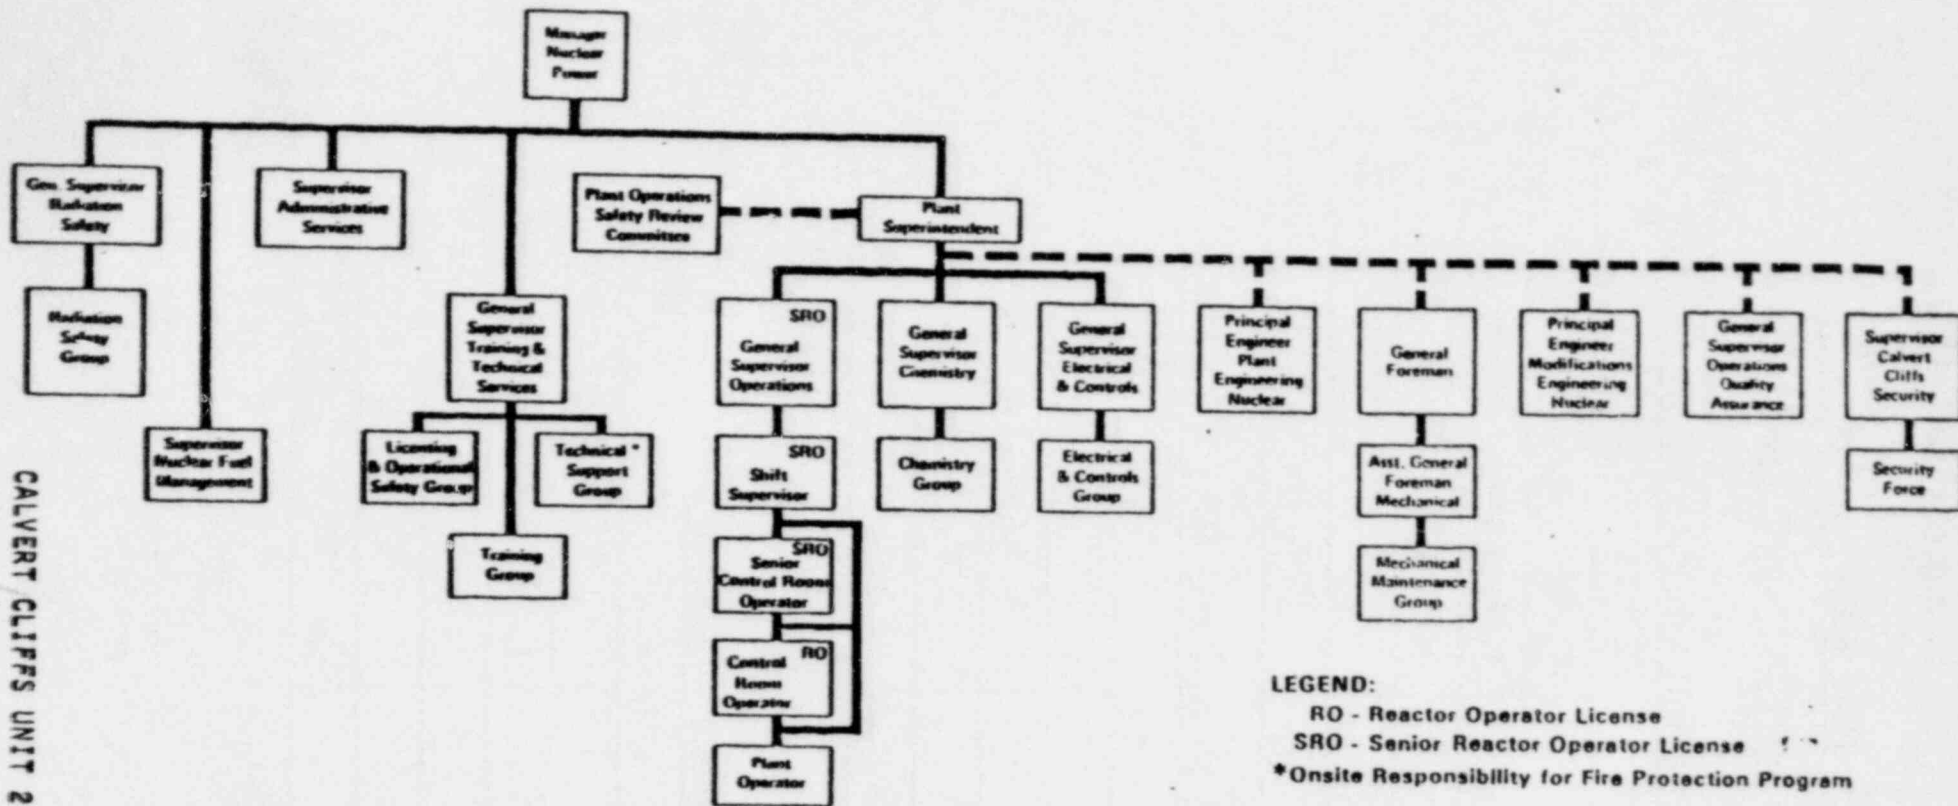 Manager
Nuclear
Power
Gen. Supervisor
Radiation
Safety
Supervisor
Administrative
Services
Plant Operations
Safety Review
Committee
Plant
Superintendent
Radiation
Safety
Group
General
Supervisor
Training &
Technical
Services
SRO
General
Supervisor
Operations
General
Supervisor
Chemistry
General
Supervisor
Electrical
& Controls
Principal
Engineer
Plant
Engineering
Nuclear
General
Foreman
Principal
Engineer
Modifications
Engineering
Nuclear
General
Supervisor
Operations
Quality
Assurance
Supervisor
Calvert
Cliffs
Security
Supervisor
Nuclear Fuel
Management
Licensing
& Operational
Safety Group
Technical *
Support
Group
SRO
Shift
Supervisor
Chemistry
Group
Electrical
& Controls
Group
Asst. General
Foreman
Mechanical
Security
Force
Training
Group
SRO
Senior
Control Room
Operator
Mechanical
Maintenance
Group
RO
Control
Room
Operator
Plant
Operator
LEGEND:
RO - Reactor Operator License
SRO - Senior Reactor Operator License
*Onsite Responsibility for Fire Protection Program
CALVERT CLIFFS UNIT 2